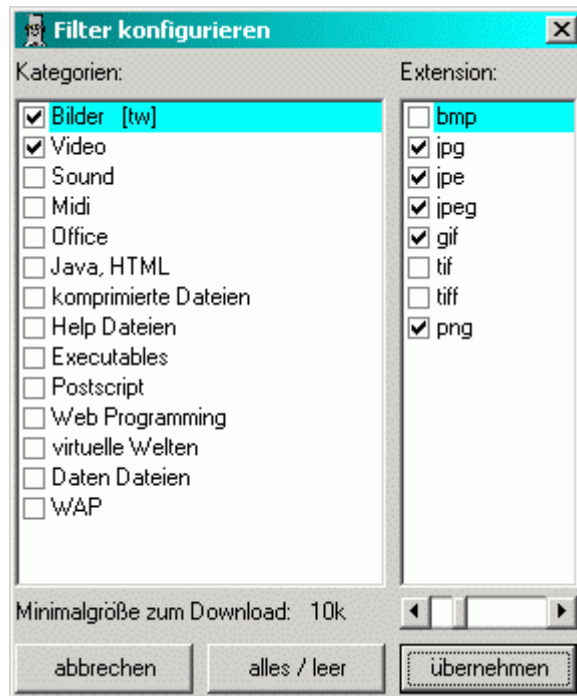 Filter konfigurieren
Kategorien:
Bilder [tw]
Video
Sound
Midi
Office
Java, HTML
komprimierte Dateien
Help Dateien
Executables
Postscript
Web Programming
virtuelle Welten
Daten Dateien
WAP
Extension:
bmp
jpg
jpe
jpeg
gif
tif
tiff
png
Minimalgröße zum Download: 10k
abbrechen
alles / leer
übernehmen